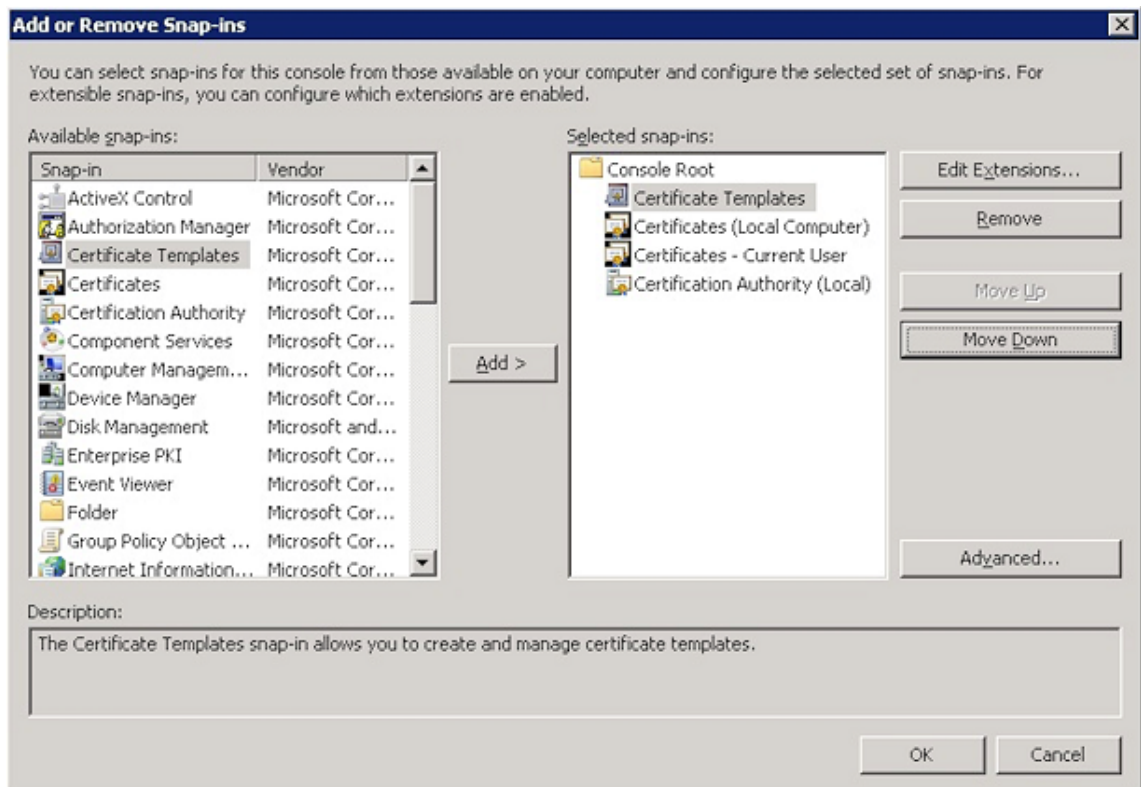 Add or Remove Snap-ins
You can select snap-ins for this console from those available on your computer and configure the selected set of snap-ins. For
extensible snap-ins, you can configure which extensions are enabled.
Available snap-ins:
Snap-in Vendor
ActiveX Control Microsoft Cor...
Authorization Manager Microsoft Cor...
Certificate Templates Microsoft Cor...
Certificates Microsoft Cor...
Certification Authority Microsoft Cor...
Component Services Microsoft Cor...
Computer Managem... Microsoft Cor...
Device Manager Microsoft Cor...
Disk Management Microsoft and...
Enterprise PKI Microsoft Cor...
Event Viewer Microsoft Cor...
Folder Microsoft Cor...
Group Policy Object ... Microsoft Cor...
Internet Information... Microsoft Cor...
Add >
Selected snap-ins:
Console Root
Certificate Templates
Certificates (Local Computer)
Certificates - Current User
Certification Authority (Local)
Edit Extensions...
Remove
Move Up
Move Down
Advanced...
Description:
The Certificate Templates snap-in allows you to create and manage certificate templates.
OK
Cancel